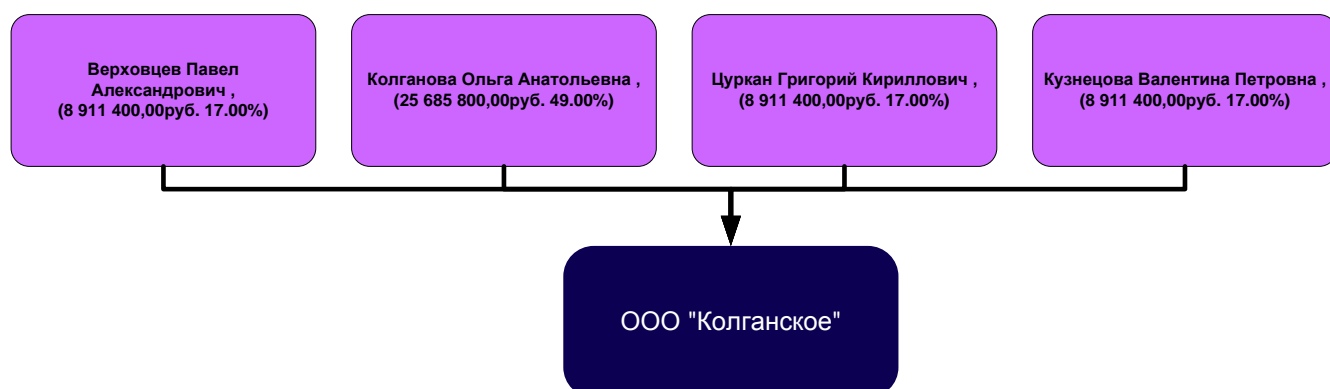 Верховцев Павел
Александрович ,
(8 911 400,00руб. 17.00%)
Колганова Ольга Анатольевна ,
(25 685 800,00руб. 49.00%)
Цуркан Григорий Кириллович ,
(8 911 400,00руб. 17.00%)
Кузнецова Валентина Петровна ,
(8 911 400,00руб. 17.00%)
ООО "Колганское"